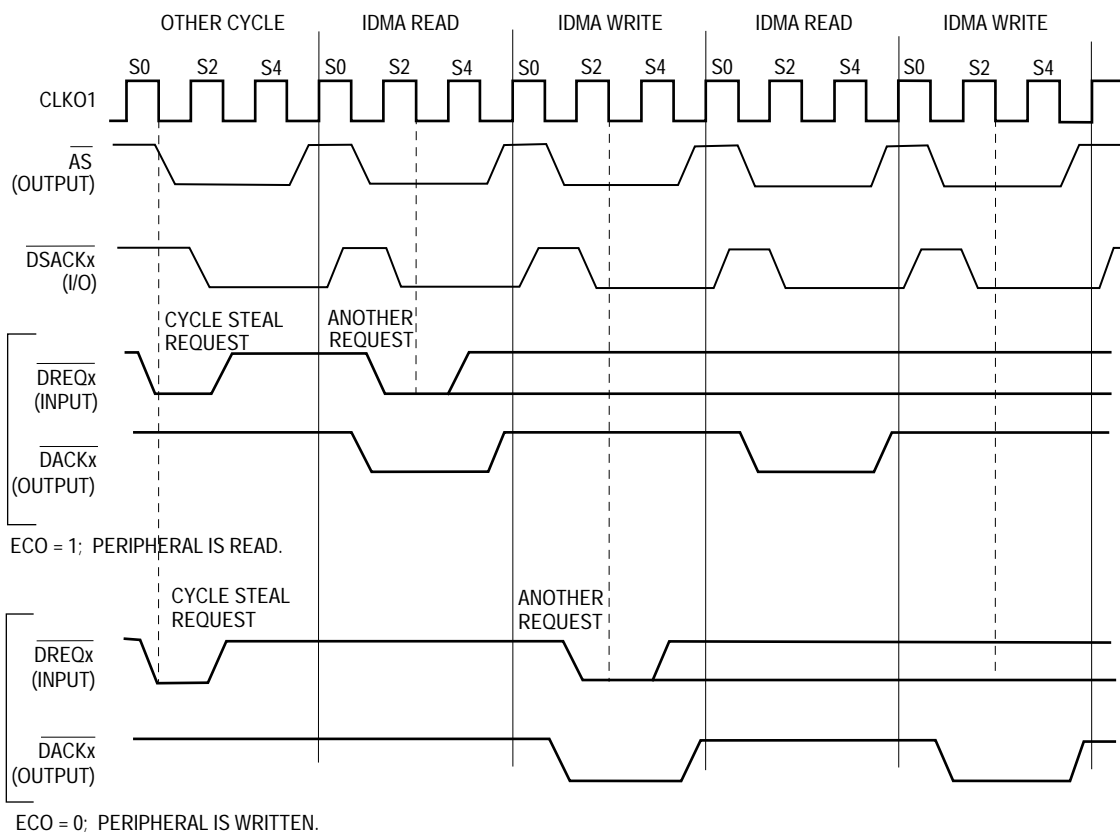 OTHER CYCLE IDMA READ IDMA WRITE IDMA READ IDMA WRITE
S0 S2 S4 S0 S2 S4 S0 S2 S4 S0 S2 S4 S0 S2 S4
CLKO1
AS
(OUTPUT)
DSACKx
(I/O)
CYCLE STEAL
REQUEST
ANOTHER
REQUEST
DREQx
(INPUT)
DACKx
(OUTPUT)
ECO = 1; PERIPHERAL IS READ.
CYCLE STEAL
REQUEST
ANOTHER
REQUEST
DREQx
(INPUT)
DACKx
(OUTPUT)
ECO = 0; PERIPHERAL IS WRITTEN.